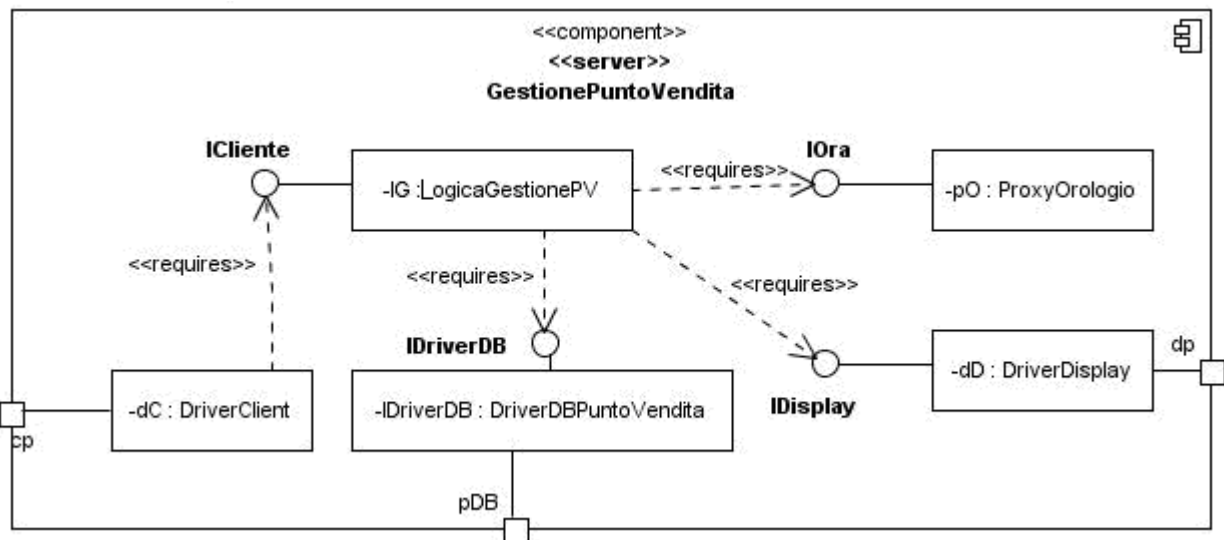 <<component>>
<<server>>
GestionePuntoVendita
ICliente
<<requires>>
IOra
-lG :LogicaGestionePV
-pO : ProxyOrologio
<<requires>>
<<requires>>
<<requires>>
IDriverDB
dp
-dD : DriverDisplay
-dC : DriverClient
-lDriverDB : DriverDBPuntoVendita
IDisplay
cp
pDB